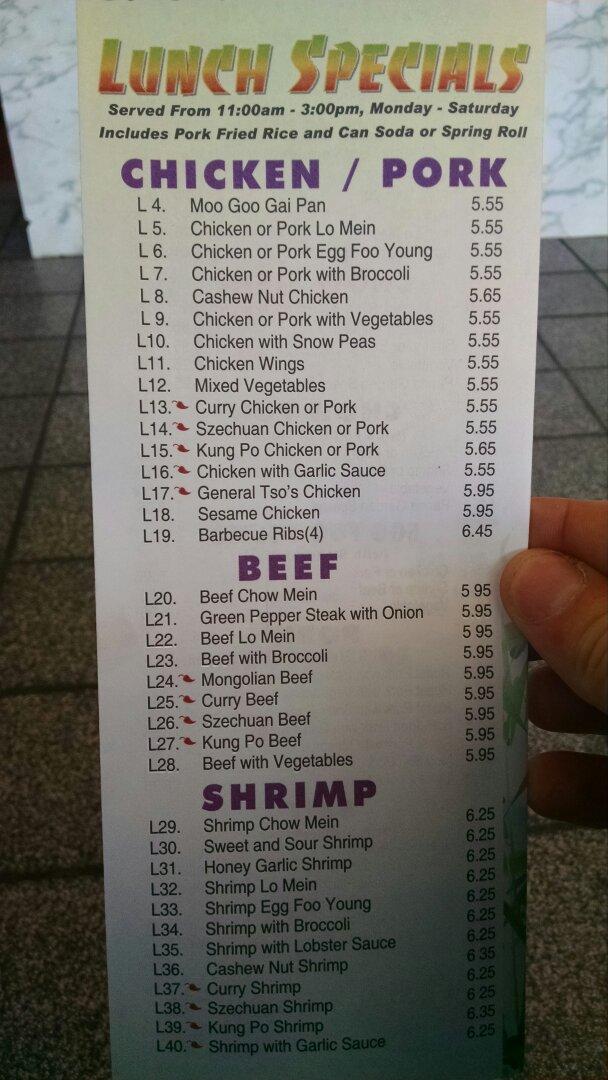 LUNCH SPECIALS
Served From 11:00am - 3:00pm, Monday - Saturday
Includes Pork Fried Rice and Can Soda or Spring Roll
CHICKEN / PORK
L 4. Moo Goo Gai Pan 5.55
L 5. Chicken or Pork Lo Mein 5.55
L 6. Chicken or Pork Egg Foo Young 5.55
L 7. Chicken or Pork with Broccoli 5.55
L 8. Cashew Nut Chicken 5.65
L 9. Chicken or Pork with Vegetables 5.55
L10. Chicken with Snow Peas 5.55
L11. Chicken Wings 5.55
L12. Mixed Vegetables 5.55
L13. Curry Chicken or Pork 5.55
L14. Szechuan Chicken or Pork 5.55
L15. Kung Po Chicken or Pork 5.65
L16. Chicken with Garlic Sauce 5.55
L17. General Tso's Chicken 5.95
L18. Sesame Chicken 5.95
L19. Barbecue Ribs(4) 6.45
BEEF
L20. Beef Chow Mein 5 95
L21. Green Pepper Steak with Onion 5.95
L22. Beef Lo Mein 5 95
L23. Beef with Broccoli 5.95
L24. Mongolian Beef 5.95
L25. Curry Beef 5.95
L26. Szechuan Beef 5.95
L27. Kung Po Beef 5.95
L28. Beef with Vegetables 5.95
SHRIMP
L29. Shrimp Chow Mein 6.25
L30. Sweet and Sour Shrimp 6.25
L31. Honey Garlic Shrimp 6.25
L32. Shrimp Lo Mein 6.25
L33. Shrimp Egg Foo Young 6.25
L34. Shrimp with Broccoli 6.25
L35. Shrimp with Lobster Sauce 6.25
L36. Cashew Nut Shrimp 6 35
L37. Curry Shrimp 6.25
L38. Szechuan Shrimp 6 25
L39. Kung Po Shrimp 6.35
L40. Shrimp with Garlic Sauce 6.25